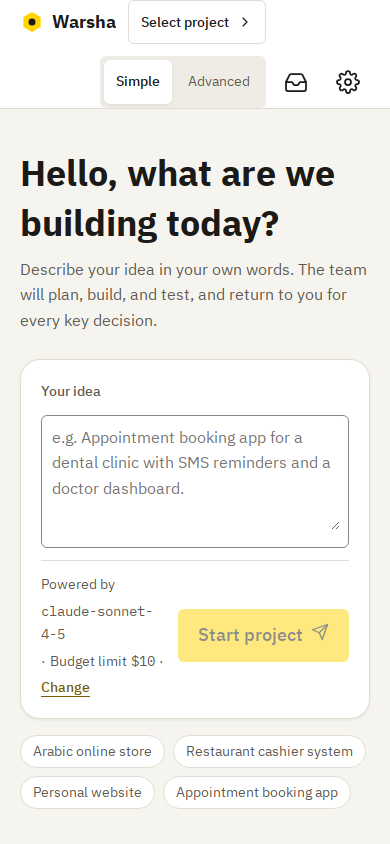 Warsha
Select project
Simple
Advanced
Hello, what are we
building today?
Describe your idea in your own words. The team
will plan, build, and test, and return to you for
every key decision.
Your idea
e.g. Appointment booking app for a
dental clinic with SMS reminders and a
doctor dashboard.
Powered by
claude-sonnet-
4-5
· Budget limit $10 ·
Change
Start project
Arabic online store
Restaurant cashier system
Personal website
Appointment booking app